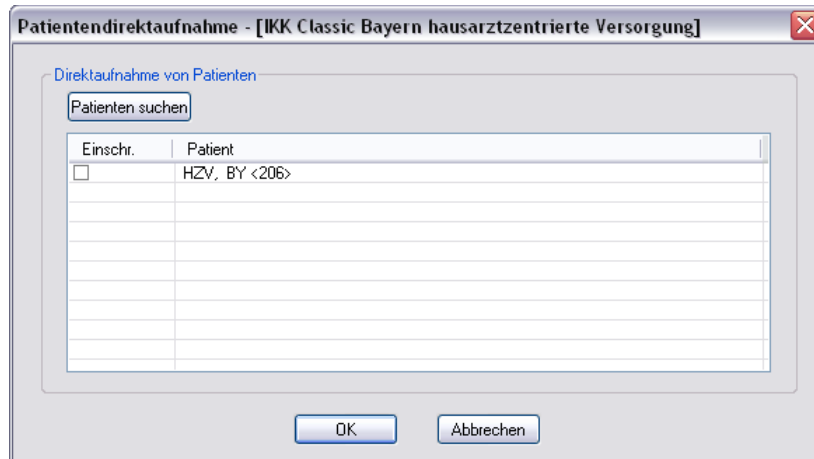 Patientendirektaufnahme - [IKK Classic Bayern hausarztzentrierte Versorgung]
Direktaufnahme von Patienten
Patienten suchen
Einschr. Patient
HZV, BY <206>
OK Abbrechen